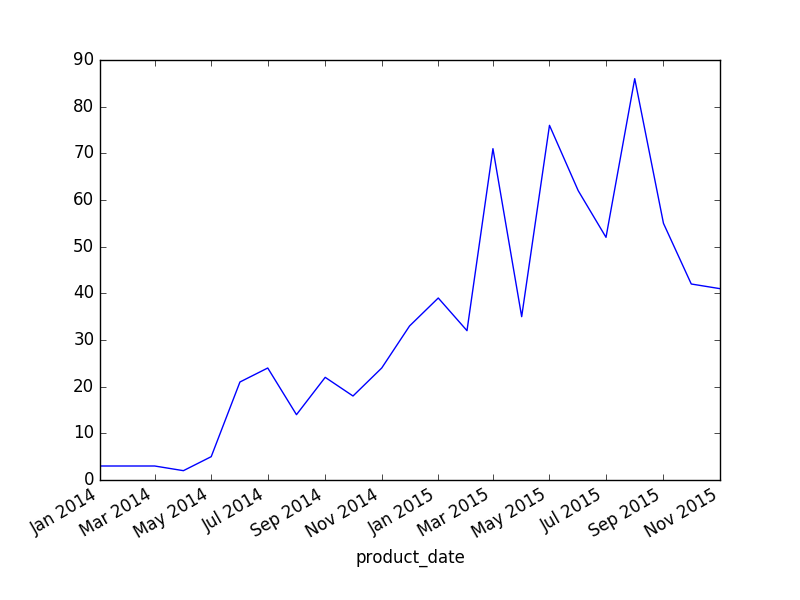 90
80
70
60
50
40
30
20
10
0
Jan 2014
Mar 2014
May 2014
Jul 2014
Sep 2014
Nov 2014
Jan 2015
Mar 2015
May 2015
Jul 2015
Sep 2015
Nov 2015
product_date